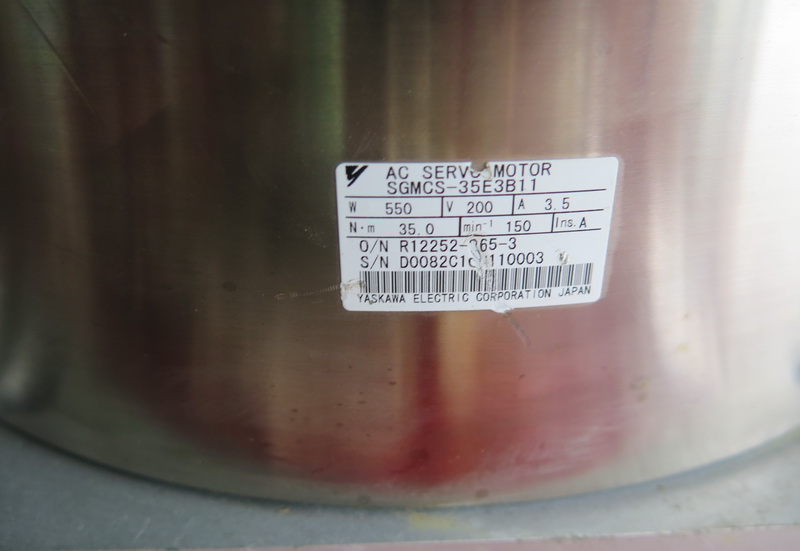 AC SERVO MOTOR
SGMCS-35E3B11
W 550 V 200 A 3.5
N·m 35.0 min⁻¹ 150 Ins. A
O/N
S/N
YASKAWA ELECTRIC CORPORATION JAPAN